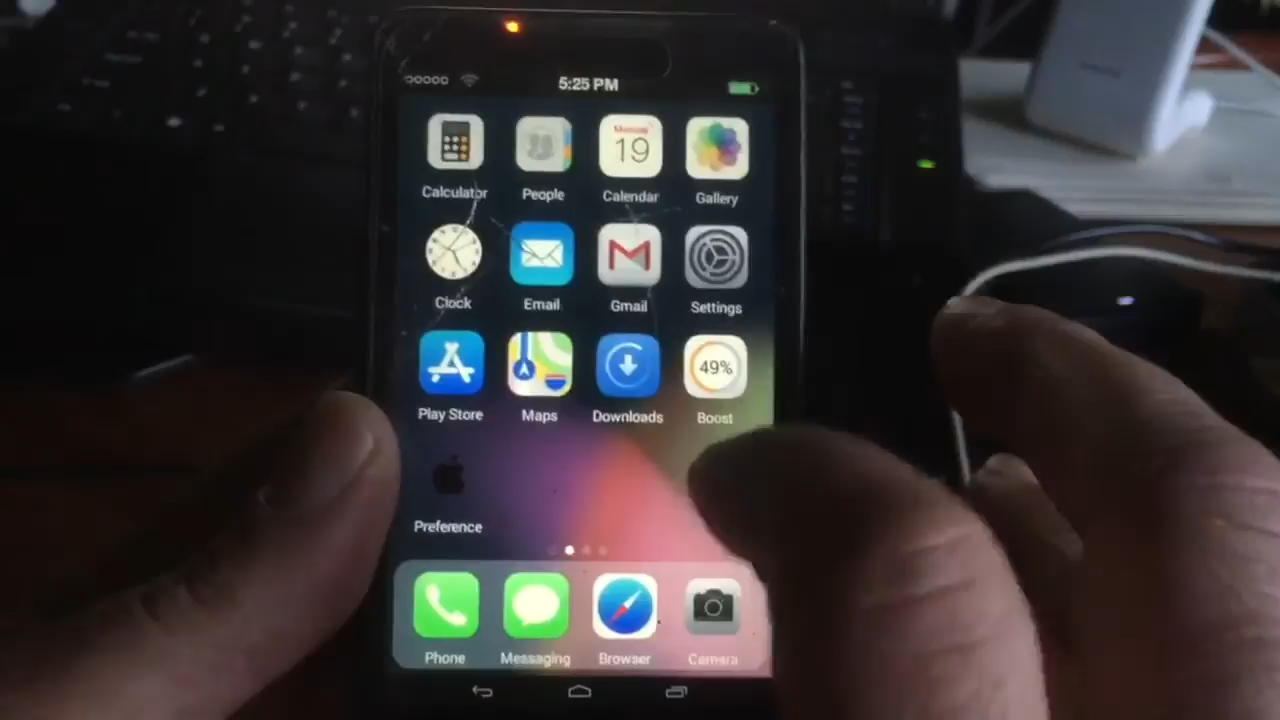 5:25 PM
Monday
19
Calculator
People
Calendar
Gallery
Clock
Email
Gmail
Settings
49%
Play Store
Maps
Downloads
Boost
Preference
Phone
Messaging
Browser
Camera